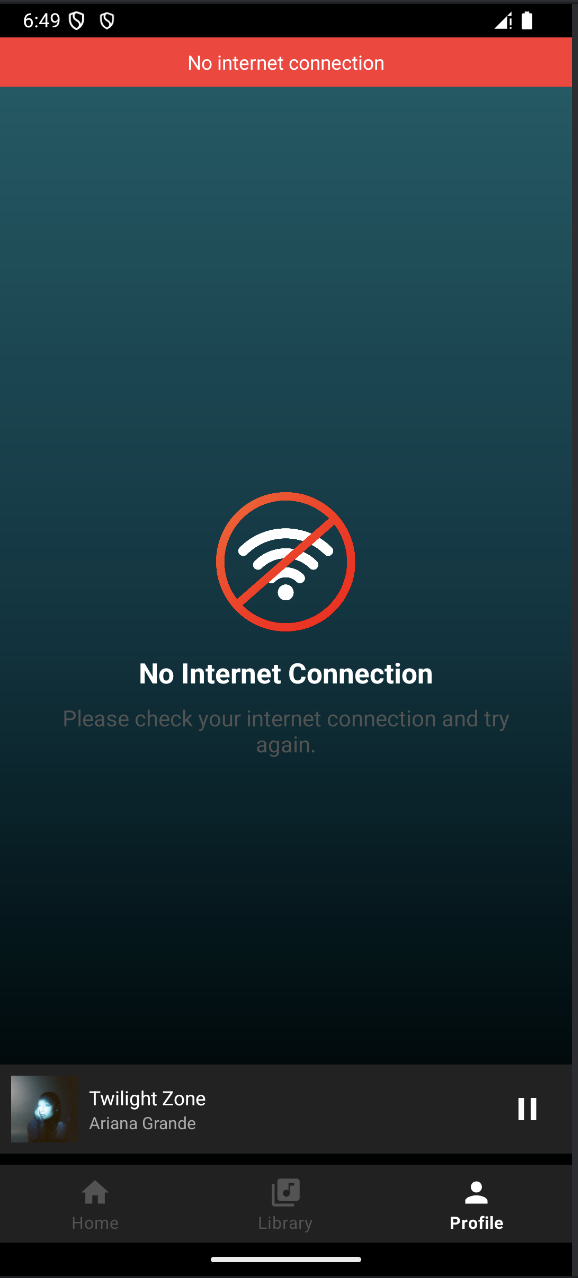 6:49
No internet connection
No Internet Connection
Please check your internet connection and try
again.
Twilight Zone
Ariana Grande
Home
Library
Profile